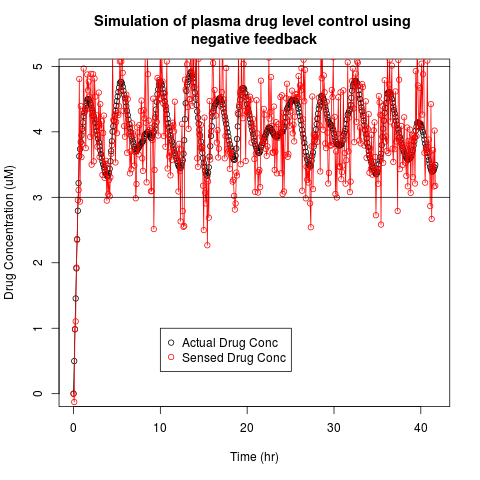 Simulation of plasma drug level control using
negative feedback
Drug Concentration (uM)
5
4
3
2
1
0
Actual Drug Conc
Sensed Drug Conc
0 10 20 30 40
Time (hr)